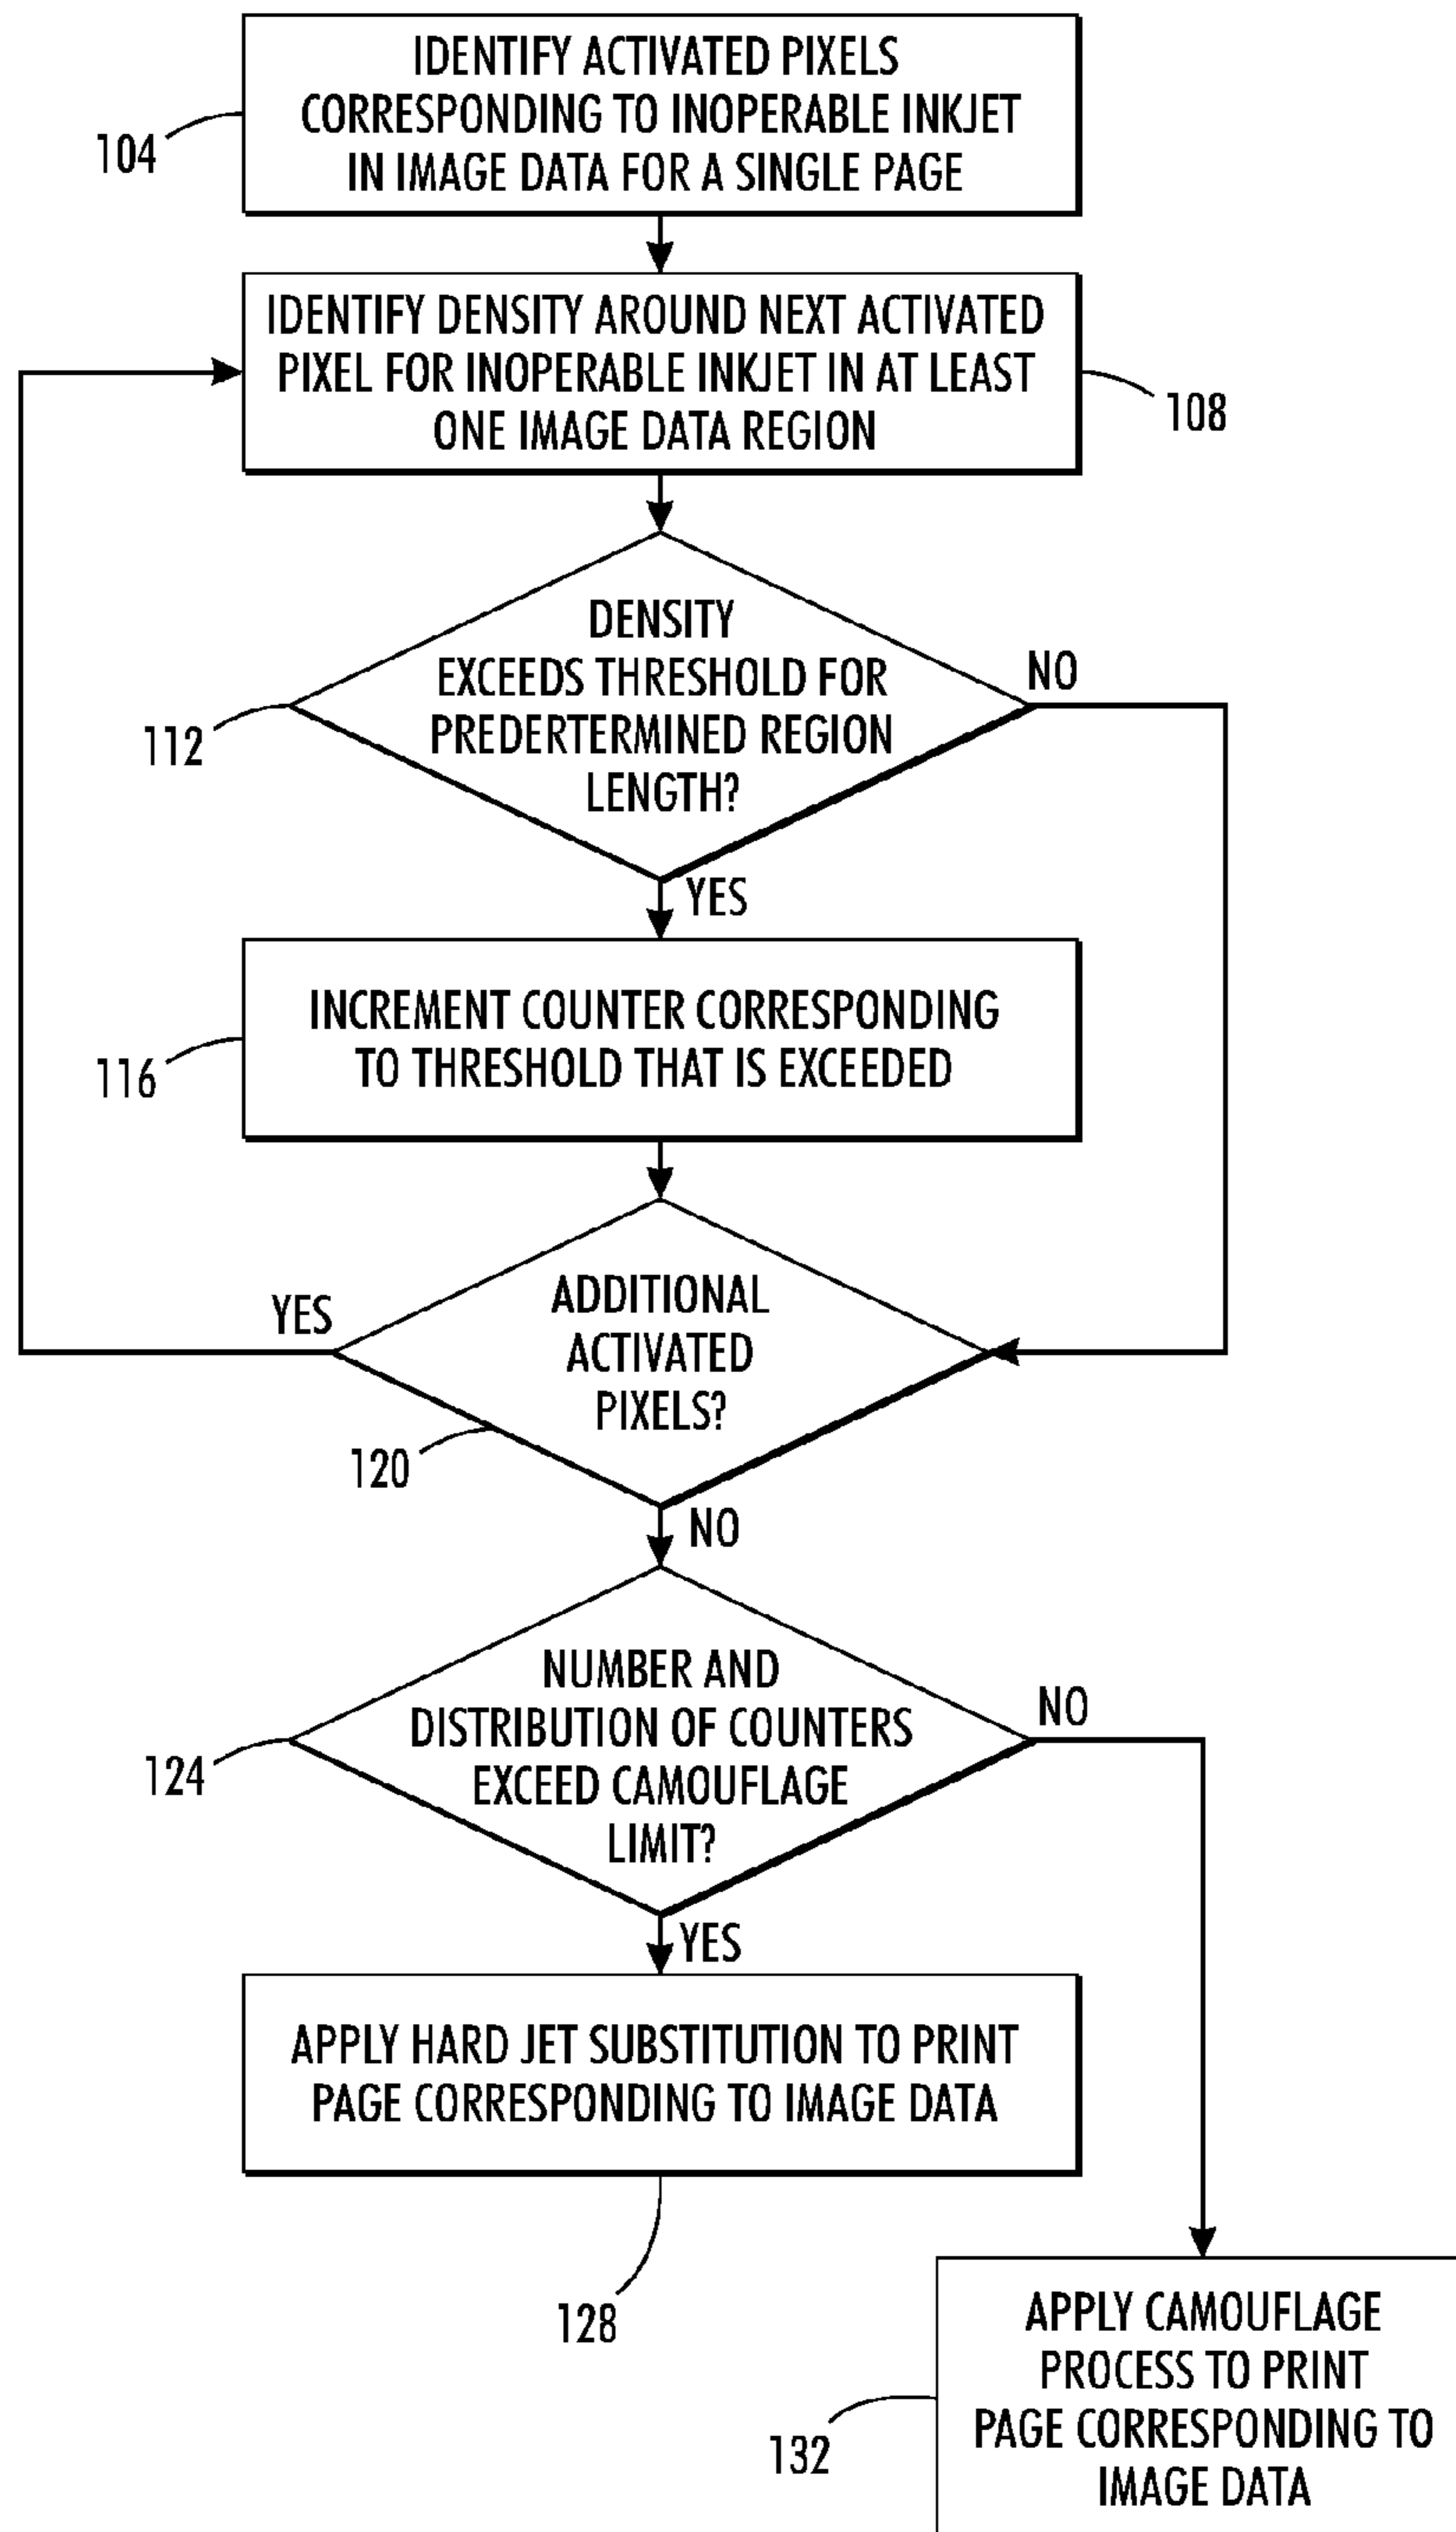 IDENTIFY ACTIVATED PIXELS
CORRESPONDING TO INOPERABLE INKJET
IN IMAGE DATA FOR A SINGLE PAGE
104
IDENTIFY DENSITY AROUND NEXT ACTIVATED
PIXEL FOR INOPERABLE INKJET IN AT LEAST
ONE IMAGE DATA REGION
108
DENSITY
EXCEEDS THRESHOLD FOR
PREDERTERMINED REGION
LENGTH?
NO
112
YES
INCREMENT COUNTER CORRESPONDING
TO THRESHOLD THAT IS EXCEEDED
116
ADDITIONAL
ACTIVATED
PIXELS?
YES
120
NO
NUMBER AND
DISTRIBUTION OF COUNTERS
EXCEED CAMOUFLAGE
LIMIT?
NO
124
YES
APPLY HARD JET SUBSTITUTION TO PRINT
PAGE CORRESPONDING TO IMAGE DATA
128
APPLY CAMOUFLAGE
PROCESS TO PRINT
PAGE CORRESPONDING TO
IMAGE DATA
132